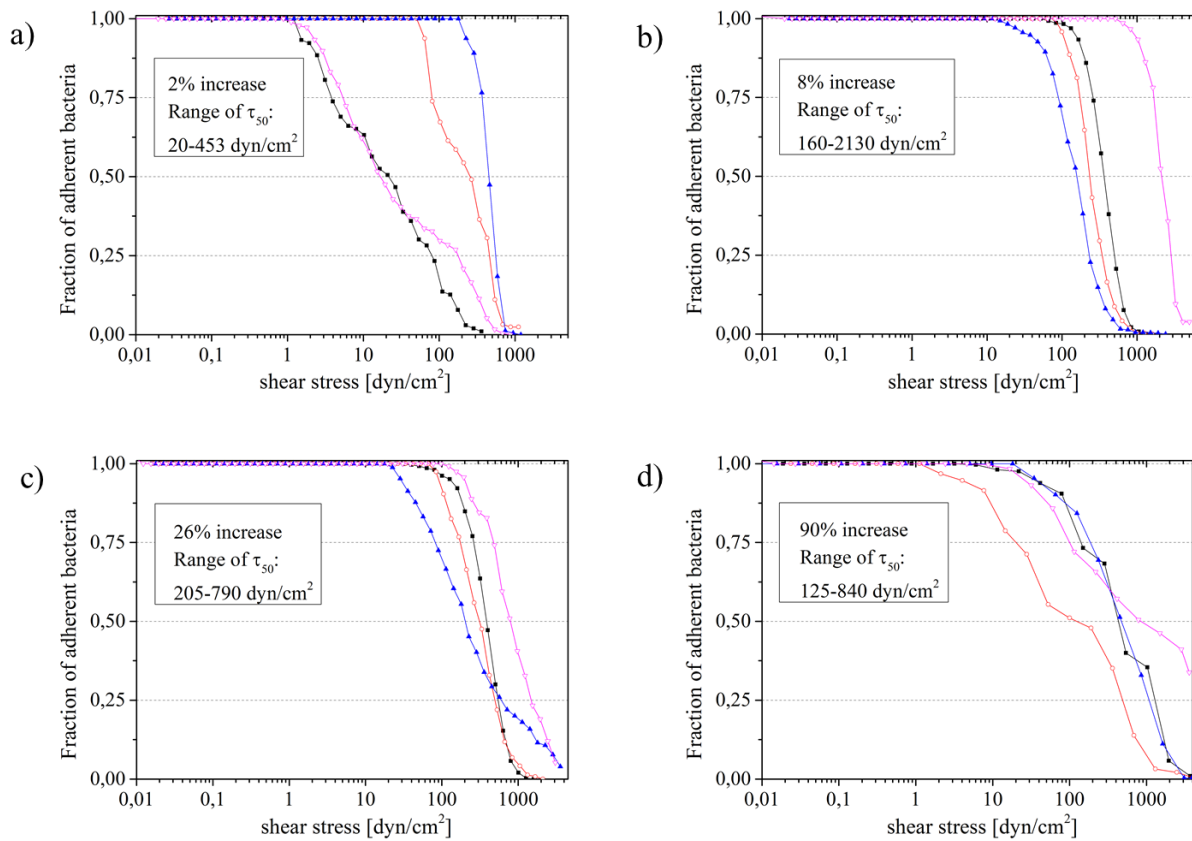 a)
1,00
0,75
0,50
0,25
0,00
Fraction of adherent bacteria
2% increase
Range of τ50:
20-453 dyn/cm2
0,01 0,1 1 10 100 1000
shear stress [dyn/cm2]
b)
1,00
0,75
0,50
0,25
0,00
Fraction of adherent bacteria
8% increase
Range of τ50:
160-2130 dyn/cm2
0,01 0,1 1 10 100 1000
shear stress [dyn/cm2]
c)
1,00
0,75
0,50
0,25
0,00
Fraction of adherent bacteria
26% increase
Range of τ50:
205-790 dyn/cm2
0,01 0,1 1 10 100 1000
shear stress [dyn/cm2]
d)
1,00
0,75
0,50
0,25
0,00
Fraction of adherent bacteria
90% increase
Range of τ50:
125-840 dyn/cm2
0,01 0,1 1 10 100 1000
shear stress [dyn/cm2]